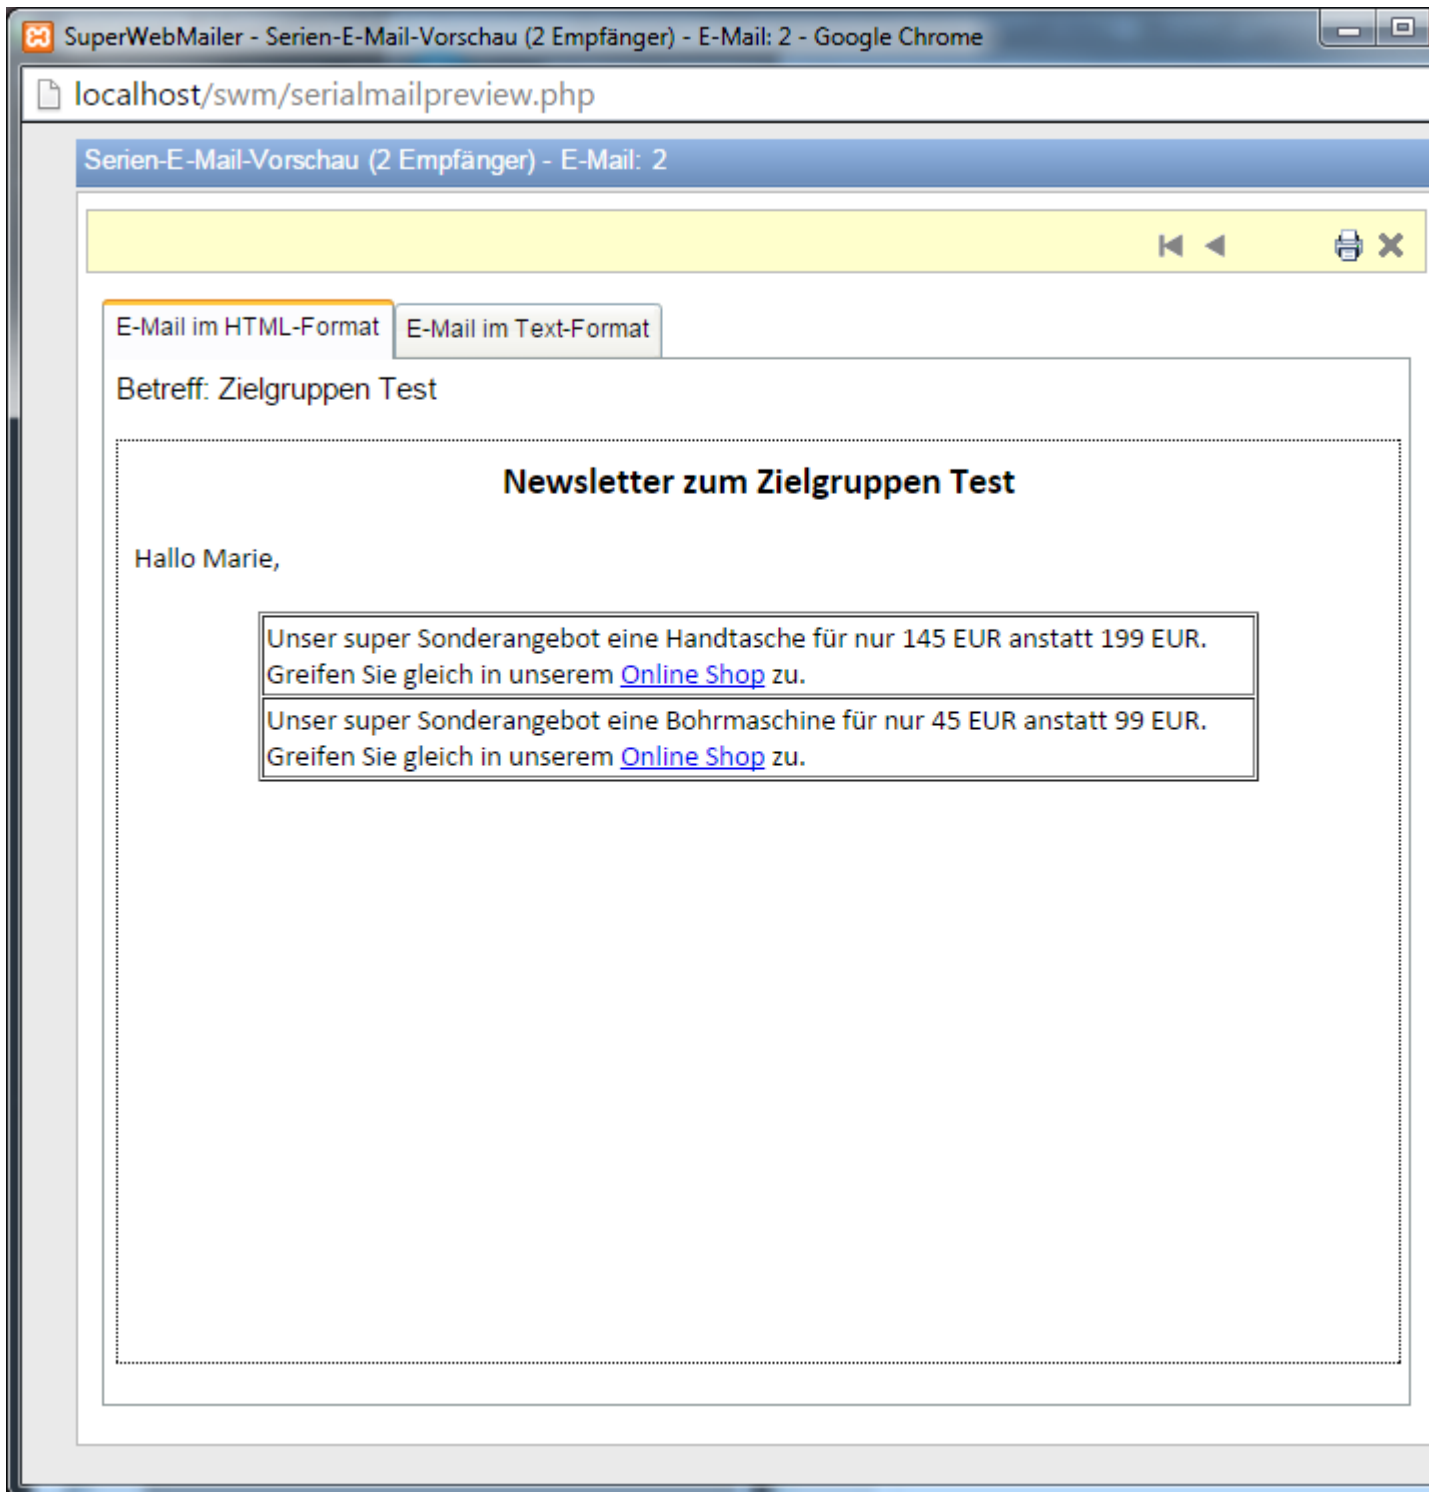 SuperWebMailer - Serien-E-Mail-Vorschau (2 Empfänger) - E-Mail: 2 - Google Chrome
localhost/swm/serialmailpreview.php
Serien-E-Mail-Vorschau (2 Empfänger) - E-Mail: 2
E-Mail im HTML-Format E-Mail im Text-Format
Betreff: Zielgruppen Test
Newsletter zum Zielgruppen Test
Hallo Marie,
Unser super Sonderangebot eine Handtasche für nur 145 EUR anstatt 199 EUR.
Greifen Sie gleich in unserem Online Shop zu.
Unser super Sonderangebot eine Bohrmaschine für nur 45 EUR anstatt 99 EUR.
Greifen Sie gleich in unserem Online Shop zu.